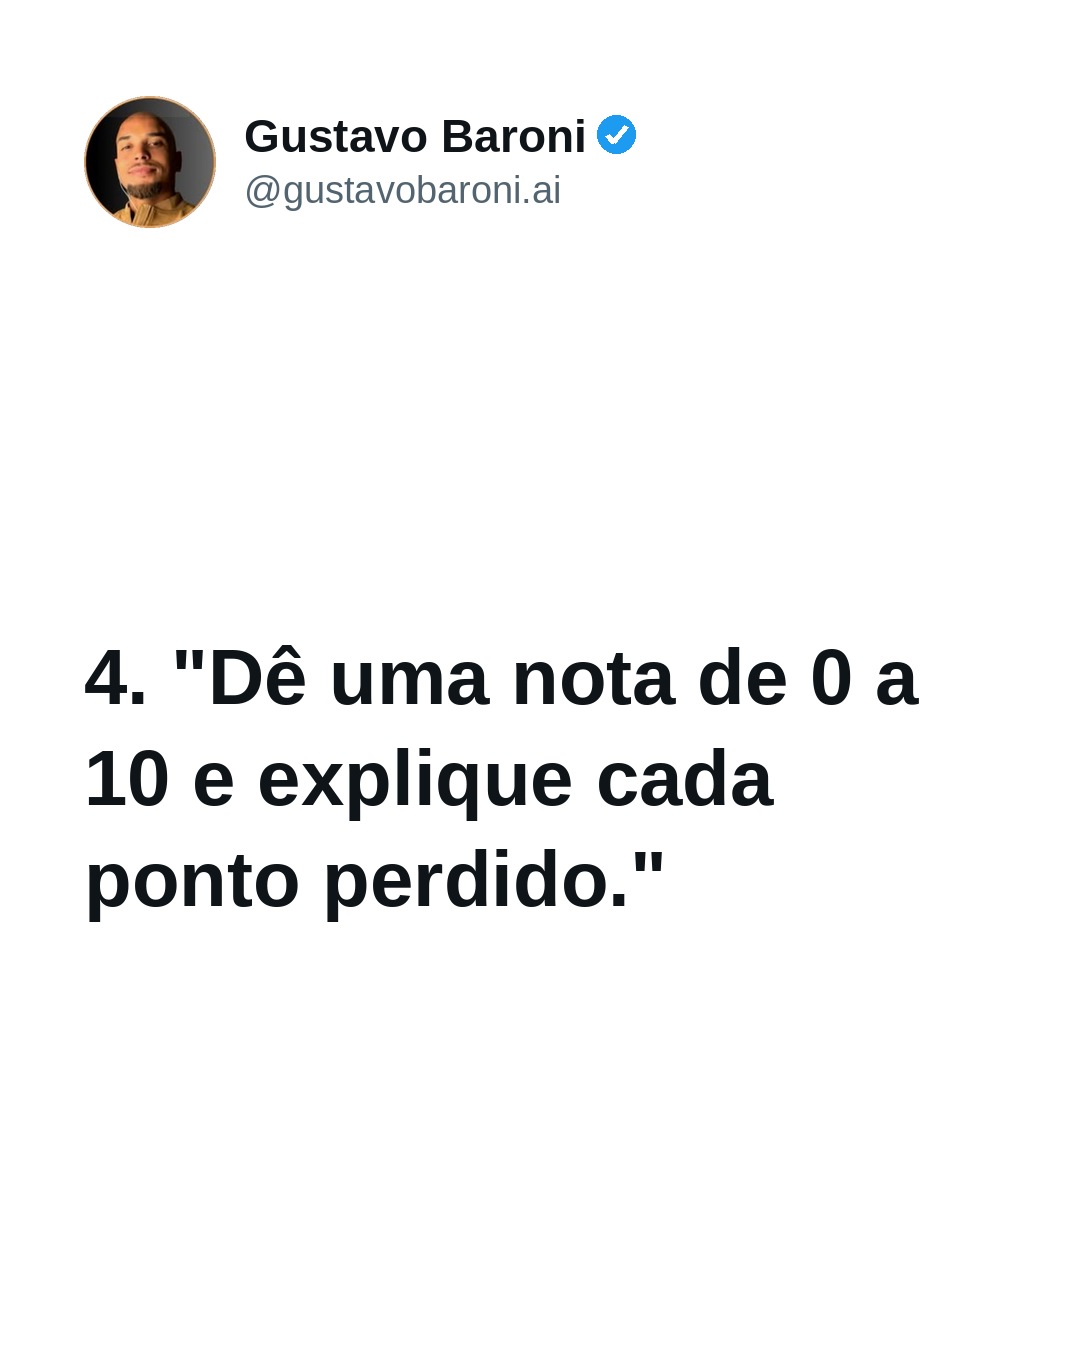 Gustavo Baroni
@gustavobaroni.ai
4. "Dê uma nota de 0 a
10 e explique cada
ponto perdido."